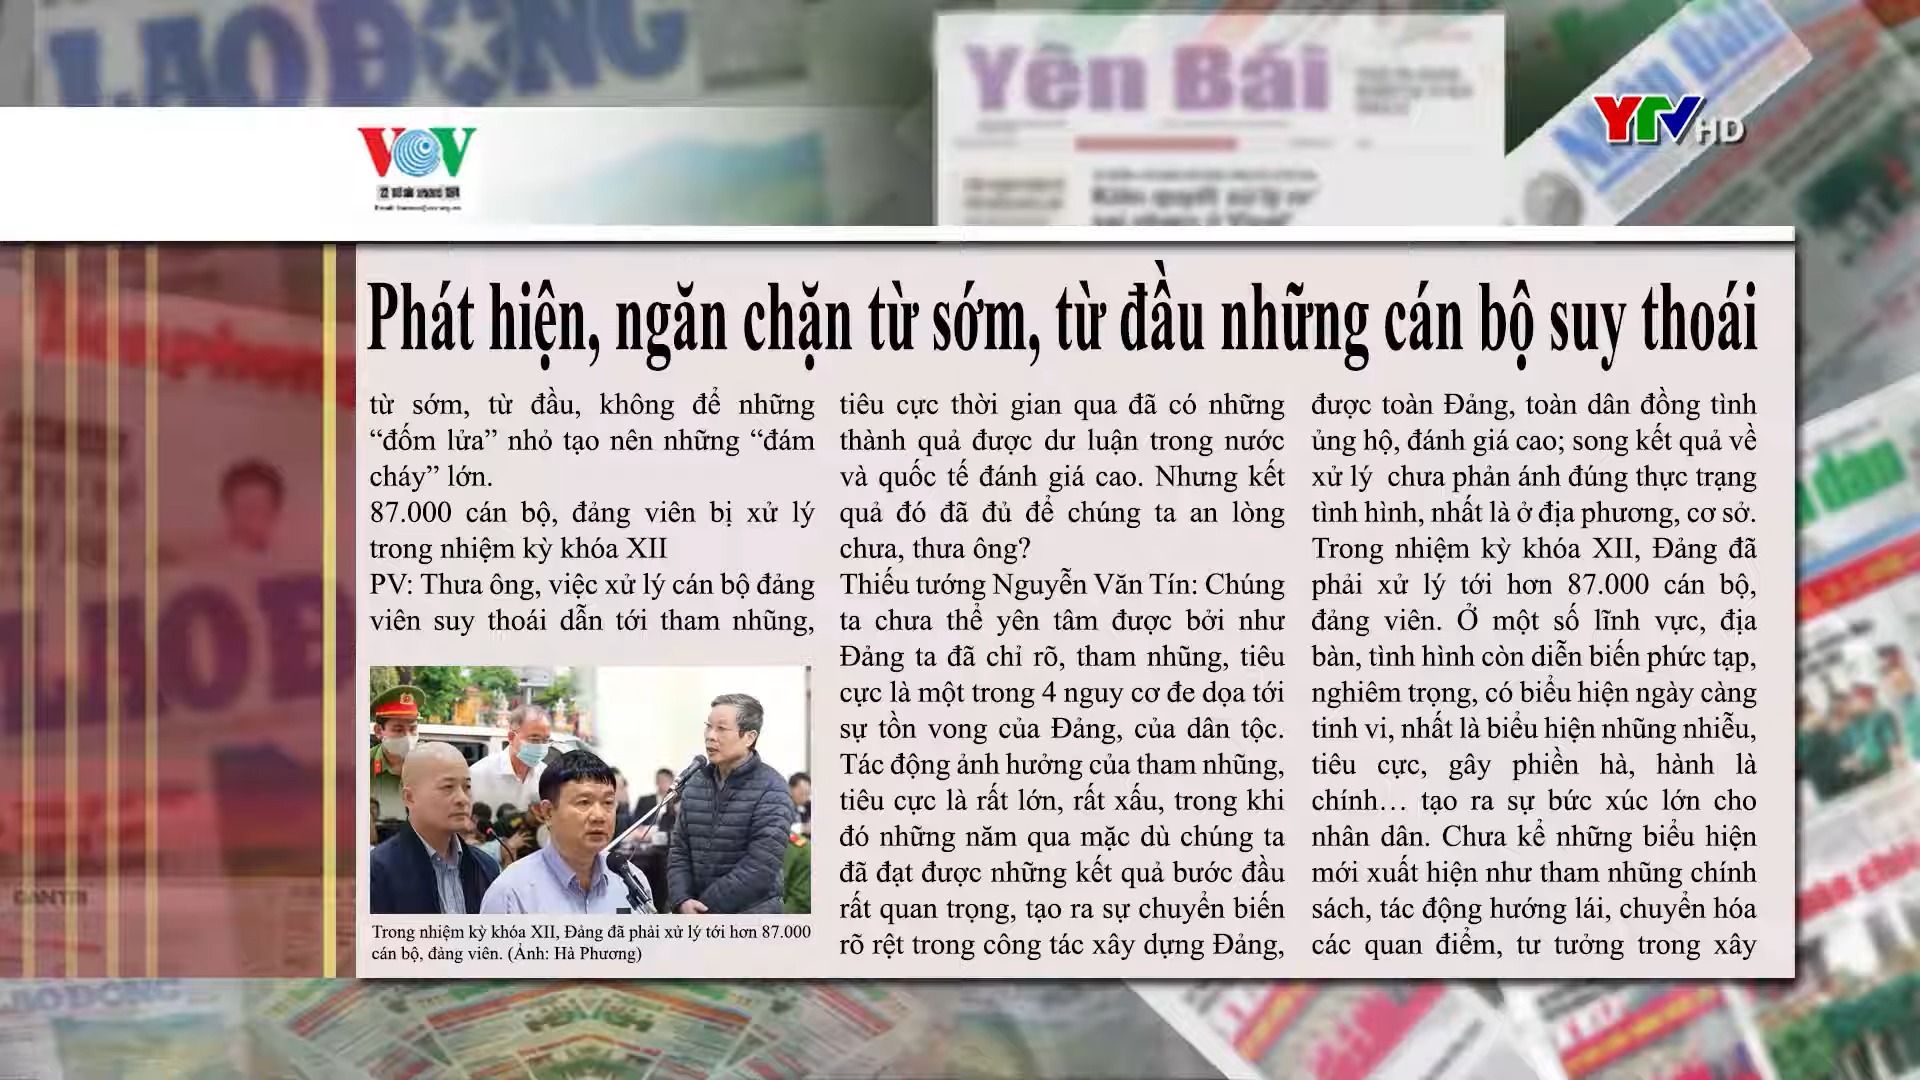 LAO ĐỘNG
Yên Bái
Nhân Dân
YTV HD
VOV
Phát hiện, ngăn chặn từ sớm, từ đầu những cán bộ suy thoái
từ sớm, từ đầu, không để những
“đốm lửa” nhỏ tạo nên những “đám
cháy” lớn.
87.000 cán bộ, đảng viên bị xử lý
trong nhiệm kỳ khóa XII
PV: Thưa ông, việc xử lý cán bộ đảng
viên suy thoái dẫn tới tham nhũng,
Trong nhiệm kỳ khóa XII, Đảng đã phải xử lý tới hơn 87.000
cán bộ, đảng viên. (Ảnh: Hà Phương)
tiêu cực thời gian qua đã có những
thành quả được dư luận trong nước
và quốc tế đánh giá cao. Nhưng kết
quả đó đã đủ để chúng ta an lòng
chưa, thưa ông?
Thiếu tướng Nguyễn Văn Tín: Chúng
ta chưa thể yên tâm được bởi như
Đảng ta đã chỉ rõ, tham nhũng, tiêu
cực là một trong 4 nguy cơ đe dọa tới
sự tồn vong của Đảng, của dân tộc.
Tác động ảnh hưởng của tham nhũng,
tiêu cực là rất lớn, rất xấu, trong khi
đó những năm qua mặc dù chúng ta
đã đạt được những kết quả bước đầu
rất quan trọng, tạo ra sự chuyển biến
rõ rệt trong công tác xây dựng Đảng,
được toàn Đảng, toàn dân đồng tình
ủng hộ, đánh giá cao; song kết quả về
xử lý chưa phản ánh đúng thực trạng
tình hình, nhất là ở địa phương, cơ sở.
Trong nhiệm kỳ khóa XII, Đảng đã
phải xử lý tới hơn 87.000 cán bộ,
đảng viên. Ở một số lĩnh vực, địa
bàn, tình hình còn diễn biến phức tạp,
nghiêm trọng, có biểu hiện ngày càng
tinh vi, nhất là biểu hiện nhũng nhiễu,
tiêu cực, gây phiền hà, hành là
chính… tạo ra sự bức xúc lớn cho
nhân dân. Chưa kể những biểu hiện
mới xuất hiện như tham nhũng chính
sách, tác động hướng lái, chuyển hóa
các quan điểm, tư tưởng trong xây
LAO ĐỘNG
DANTRI
LAO ĐỘNG